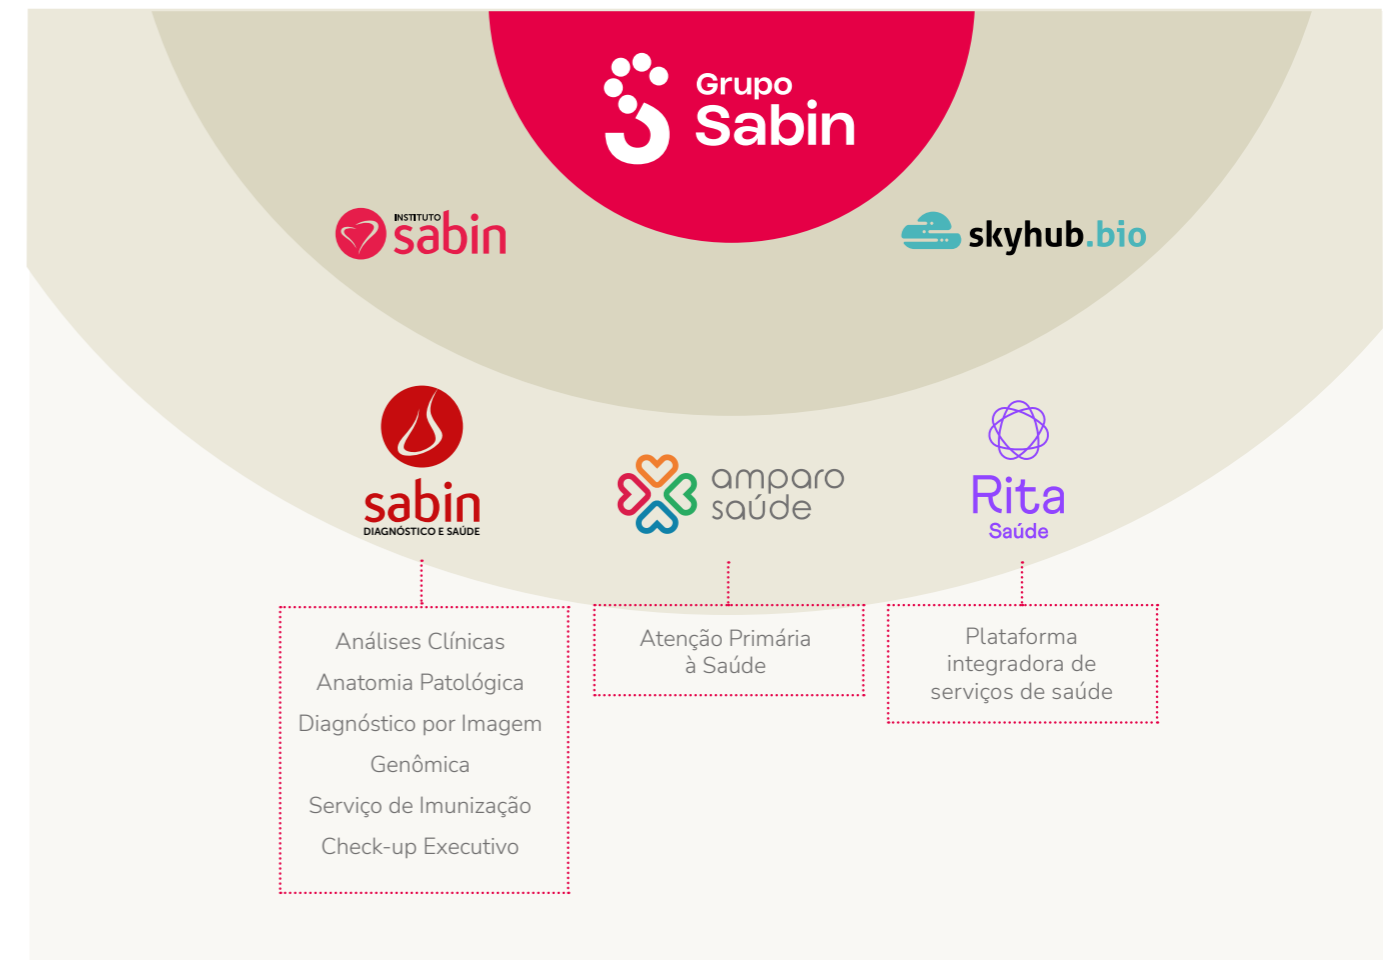 Grupo
Sabin
INSTITUTO
sabin
skyhub.bio
sabin
DIAGNÓSTICO E SAÚDE
amparo
saúde
Rita
Saúde
Análises Clínicas
Anatomia Patológica
Diagnóstico por Imagem
Genômica
Serviço de Imunização
Check-up Executivo
Atenção Primária
à Saúde
Plataforma
integradora de
serviços de saúde